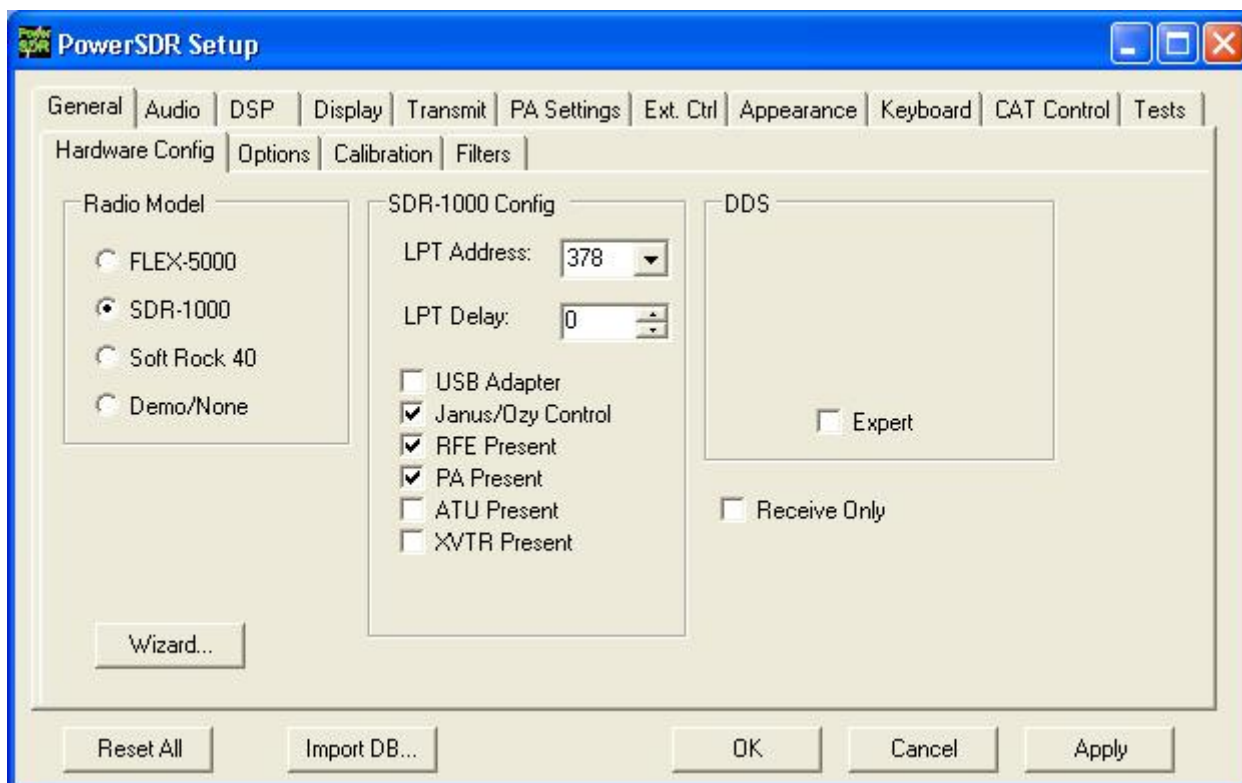 Power SDR PowerSDR Setup
General Audio DSP Display Transmit PA Settings Ext. Ctrl Appearance Keyboard CAT Control Tests
Hardware Config Options Calibration Filters
Radio Model
FLEX-5000
SDR-1000
Soft Rock 40
Demo/None
SDR-1000 Config
LPT Address: 378
LPT Delay: 0
USB Adapter
Janus/Ozy Control
RFE Present
PA Present
ATU Present
XVTR Present
DDS
Expert
Receive Only
Wizard...
Reset All Import DB... OK Cancel Apply